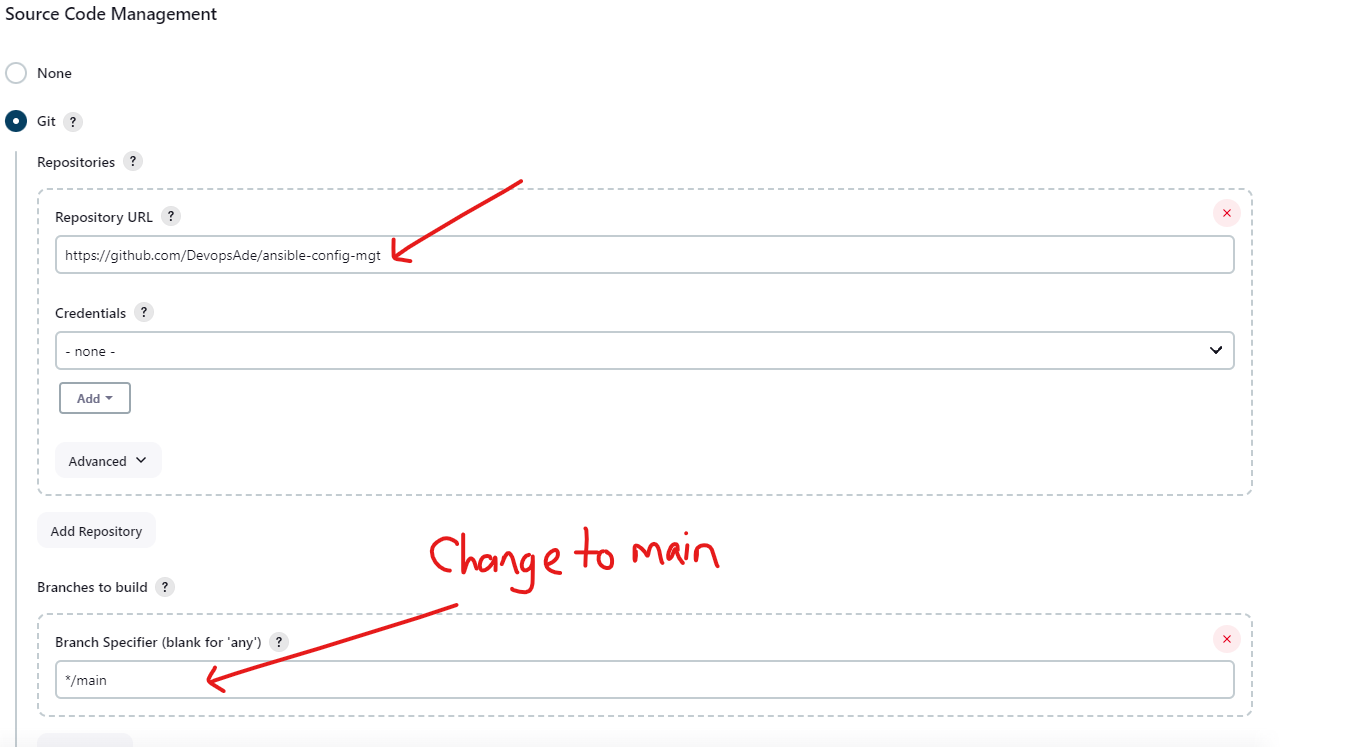 Source Code Management
None
Git ?
Repositories ?
Repository URL ?
https://github.com/DevopsAde/ansible-config-mgt
Credentials ?
- none -
Add
Advanced
Add Repository
Change to main
Branches to build ?
Branch Specifier (blank for 'any') ?
*/main